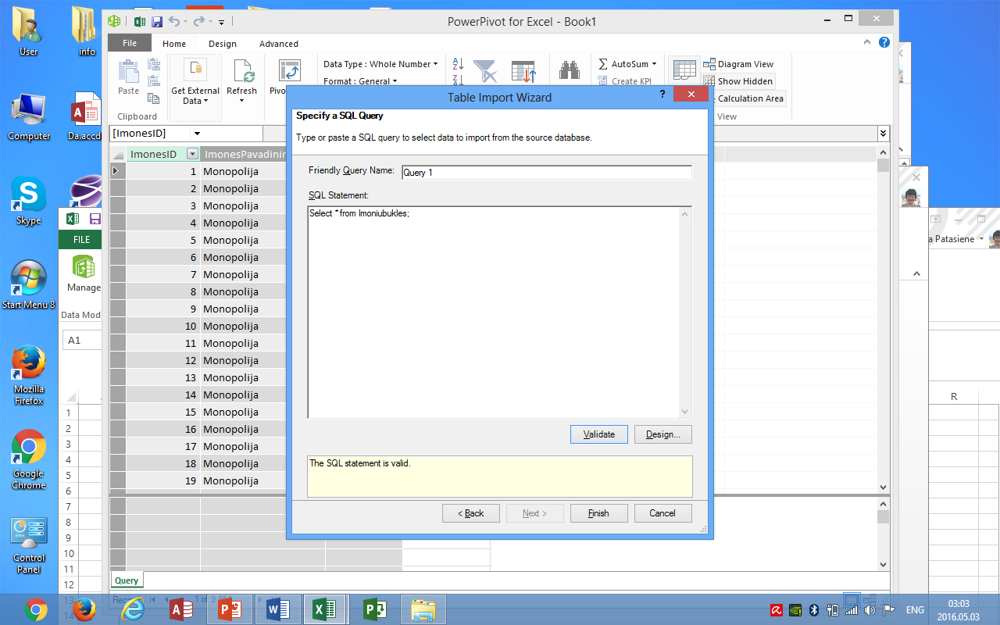 User
info
Computer
Da.accd
Skype
Start Menu 8
Mozilla
Firefox
Google
Chrome
Control
Panel
FILE
Manage
Data Mod
A1
1
2
3
4
5
6
7
8
9
10
11
12
13
14
PowerPivot for Excel - Book1
File
Home
Design
Advanced
Paste
Clipboard
Get External
Data
Refresh
Data Type : Whole Number
Format : General
AutoSum
Create KPI
Diagram View
Show Hidden
Calculation Area
View
[ImonesID]
ImonesID
1 Monopolija
2 Monopolija
3 Monopolija
4 Monopolija
5 Monopolija
6 Monopolija
7 Monopolija
8 Monopolija
9 Monopolija
10 Monopolija
11 Monopolija
12 Monopolija
13 Monopolija
14 Monopolija
15 Monopolija
16 Monopolija
17 Monopolija
18 Monopolija
19 Monopolija
Query
Table Import Wizard
?
Specify a SQL Query
Type or paste a SQL query to select data to import from the source database.
Friendly Query Name: Query 1
SQL Statement:
Select * from Imoniubukles;
Validate
Design...
The SQL statement is valid.
< Back
Next >
Finish
Cancel
a Patasiene
R
ENG
03:03
2016.05.03